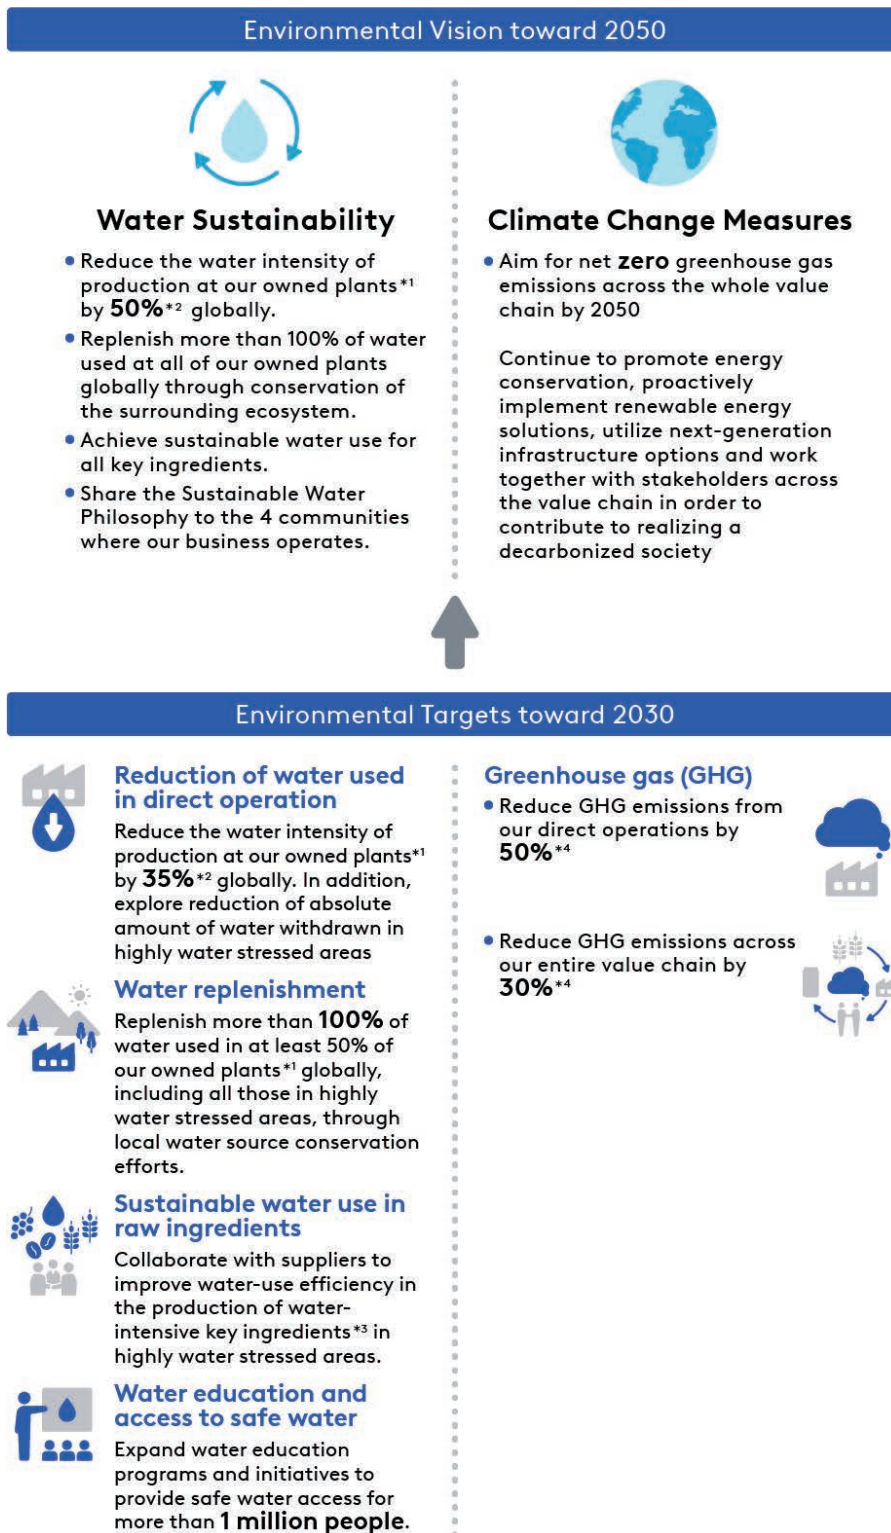 Environmental Vision toward 2050
Water Sustainability
• Reduce the water intensity of
production at our owned plants*1
by 50%*2 globally.
• Replenish more than 100% of water
used at all of our owned plants
globally through conservation of
the surrounding ecosystem.
• Achieve sustainable water use for
all key ingredients.
• Share the Sustainable Water
Philosophy to the 4 communities
where our business operates.
Climate Change Measures
• Aim for net zero greenhouse gas
emissions across the whole value
chain by 2050
Continue to promote energy
conservation, proactively
implement renewable energy
solutions, utilize next-generation
infrastructure options and work
together with stakeholders across
the value chain in order to
contribute to realizing a
decarbonized society
Environmental Targets toward 2030
Reduction of water used
in direct operation
Reduce the water intensity of
production at our owned plants*1
by 35%*2 globally. In addition,
explore reduction of absolute
amount of water withdrawn in
highly water stressed areas
Water replenishment
Replenish more than 100% of
water used in at least 50% of
our owned plants*1 globally,
including all those in highly
water stressed areas, through
local water source conservation
efforts.
Sustainable water use in
raw ingredients
Collaborate with suppliers to
improve water-use efficiency in
the production of water-
intensive key ingredients*3 in
highly water stressed areas.
Water education and
access to safe water
Expand water education
programs and initiatives to
provide safe water access for
more than 1 million people.
Greenhouse gas (GHG)
• Reduce GHG emissions from
our direct operations by
50%*4
• Reduce GHG emissions across
our entire value chain by
30%*4